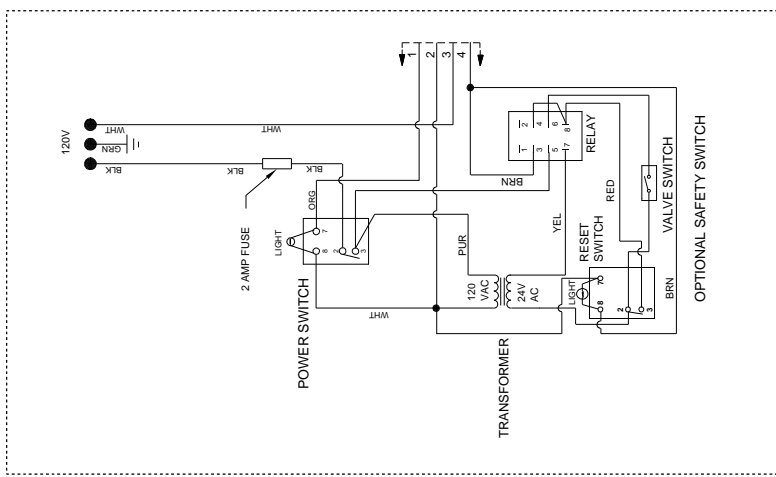 120V
WHT
GRN
BLK
WHT
BLK
BLK
2 AMP FUSE
1
2
3
4
ORG
LIGHT
7
8
2
3
POWER SWITCH
WHT
PUR
120
VAC
24V
AC
TRANSFORMER
YEL
BRN
2
4
6
8
1
3
5
7
RELAY
RED
RESET
SWITCH
LIGHT
7
8
2
3
BRN
VALVE SWITCH
OPTIONAL SAFETY SWITCH